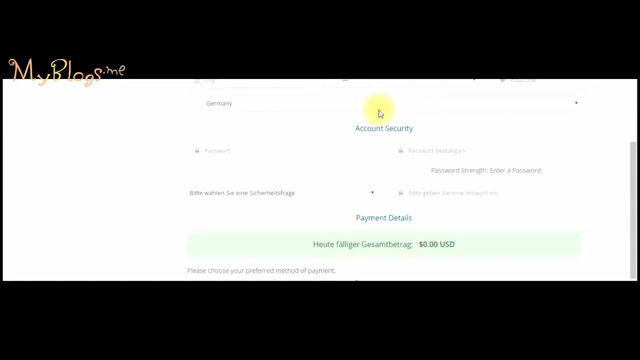 MyBlogs.me
City
Germany
Account Security
Passwort
Passwort bestätigen
Password Strength: Enter a Password
Bitte wählen Sie eine Sicherheitsfrage
Bitte geben Sie eine Antwort ein
Payment Details
Heute fälliger Gesamtbetrag: $0.00 USD
Please choose your preferred method of payment.